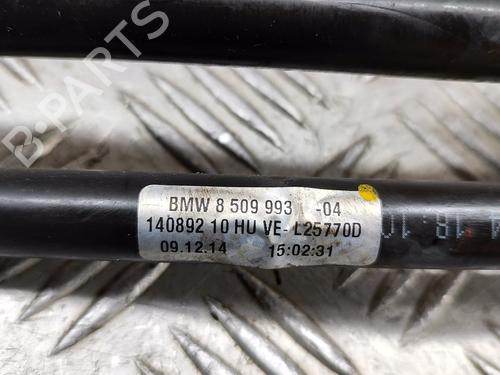 B-PARTS
BMW 8 509 993 -04
140892 10 HU VE- L25770D
09.12.14 15:02:31